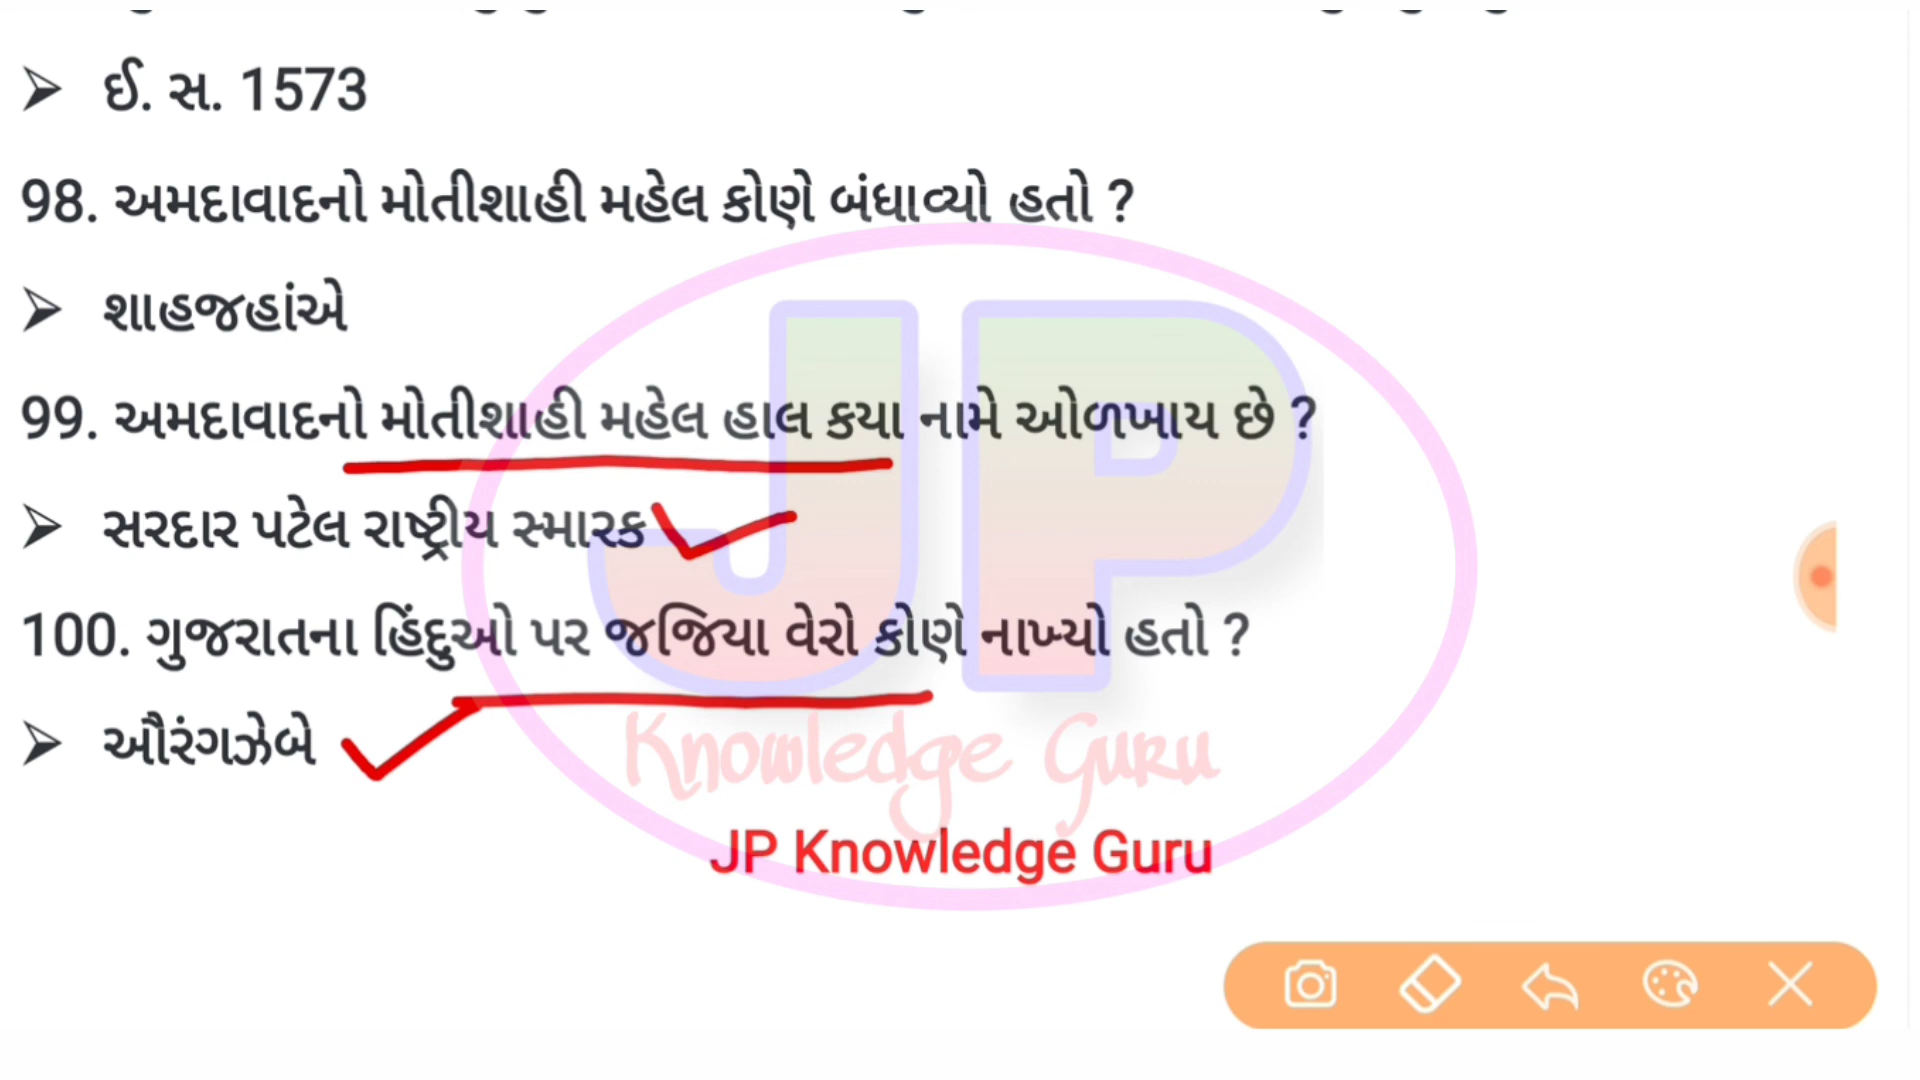 ➤ ઈ. સ. 1573
98. અમદાવાદનો મોતીશાહી મહેલ કોણે બંધાવ્યો હતો ?
➤ શાહજહાંએ
99. અમદાવાદનો મોતીશાહી મહેલ હાલ કયા નામે ઓળખાય છે ?
➤ સરદાર પટેલ રાષ્ટ્રીય સ્મારક
100. ગુજરાતના હિંદુઓ પર જજિયા વેરો કોણે નાખ્યો હતો ?
➤ ઔરંગઝેબે
JP
Knowledge Guru
JP Knowledge Guru